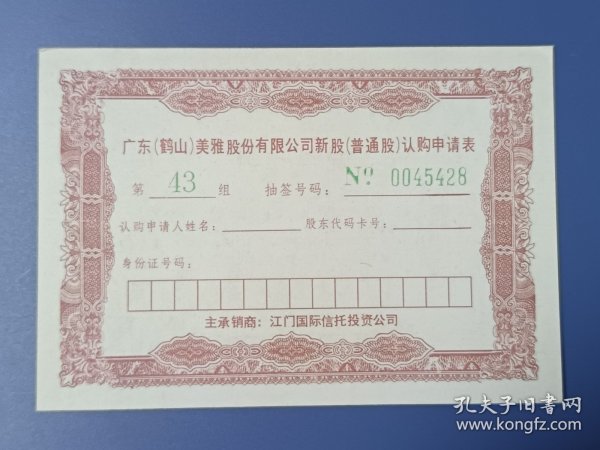 广东(鹤山)美雅股份有限公司新股(普通股)认购申请表
第 43 组 抽签号码: Nº 0045428
认购申请人姓名: 股东代码卡号:
身份证号码:
主承销商: 江门国际信托投资公司
孔夫子旧书网
www.kongfz.com